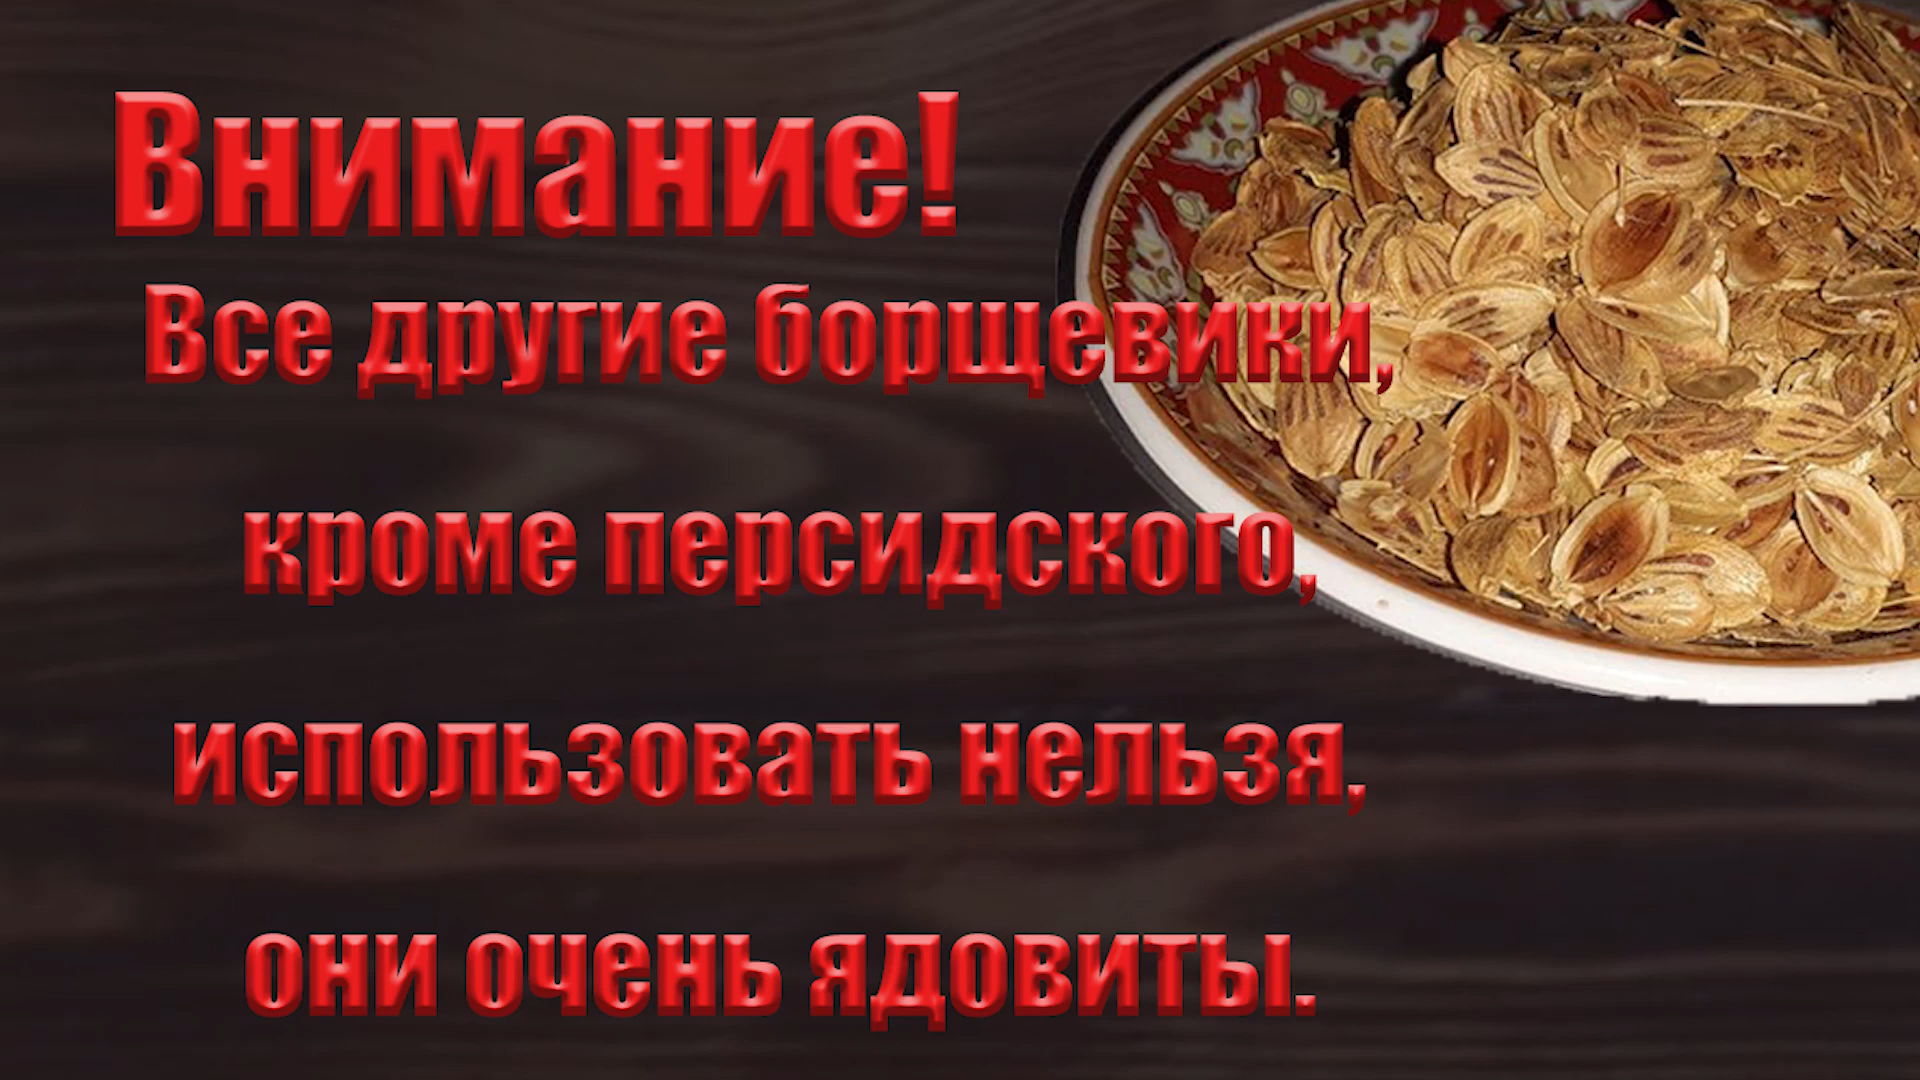 Внимание!
Все другие борщевики,
кроме персидского,
использовать нельзя,
они очень ядовиты.